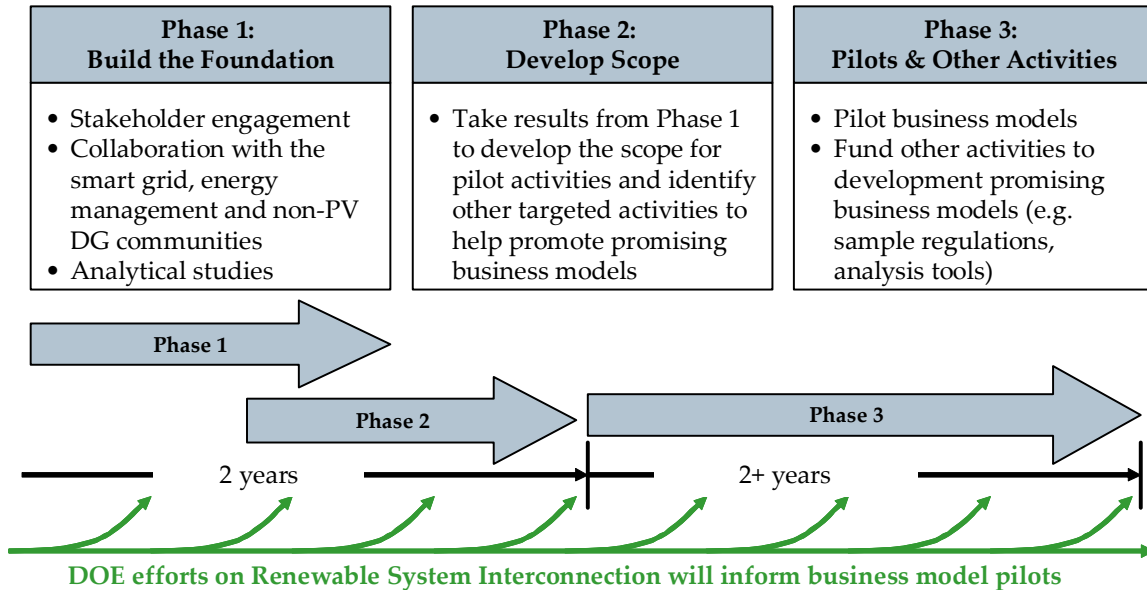 Phase 1:
Build the Foundation
• Stakeholder engagement
• Collaboration with the
smart grid, energy
management and non-PV
DG communities
• Analytical studies
Phase 2:
Develop Scope
• Take results from Phase 1
to develop the scope for
pilot activities and identify
other targeted activities to
help promote promising
business models
Phase 3:
Pilots & Other Activities
• Pilot business models
• Fund other activities to
development promising
business models (e.g.
sample regulations,
analysis tools)
Phase 1
Phase 2
Phase 3
2 years
2+ years
DOE efforts on Renewable System Interconnection will inform business model pilots